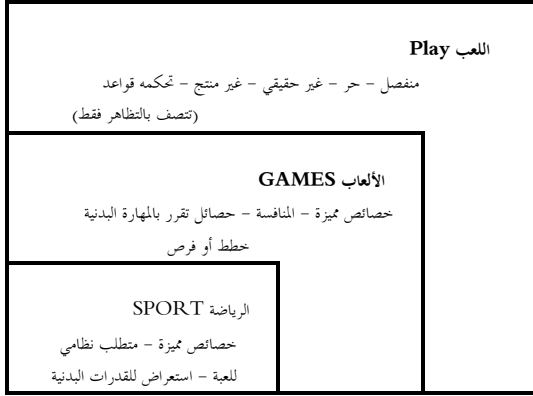 اللعب Play
منفصل – حر – غير حقيقي – غير منتج – تحكمه قواعد
(تتصف بالتظاهر فقط)
الألعاب GAMES
خصائص مميزة – المنافسة – حصائل تقرر بالمهارة البدنية
خطط أو فرص
الرياضة SPORT
خصائص مميزة – متطلب نظامي
للعبة – استعراض للقدرات البدنية